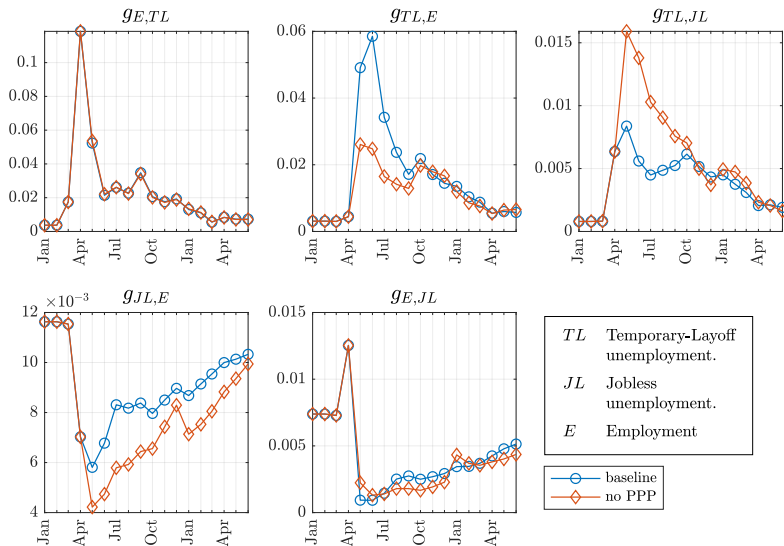 g_{E,TL}
0.1
0.08
0.06
0.04
0.02
0
Jan
Apr
Jul
Oct
Jan
Apr
g_{TL,E}
0.06
0.04
0.02
0
Jan
Apr
Jul
Oct
Jan
Apr
g_{TL,JL}
0.015
0.01
0.005
0
Jan
Apr
Jul
Oct
Jan
Apr
×10^{-3}
g_{JL,E}
12
10
8
6
4
Jan
Apr
Jul
Oct
Jan
Apr
g_{E,JL}
0.015
0.01
0.005
0
Jan
Apr
Jul
Oct
Jan
Apr
TL Temporary-Layoff
unemployment.
JL Jobless
unemployment.
E Employment
baseline
no PPP